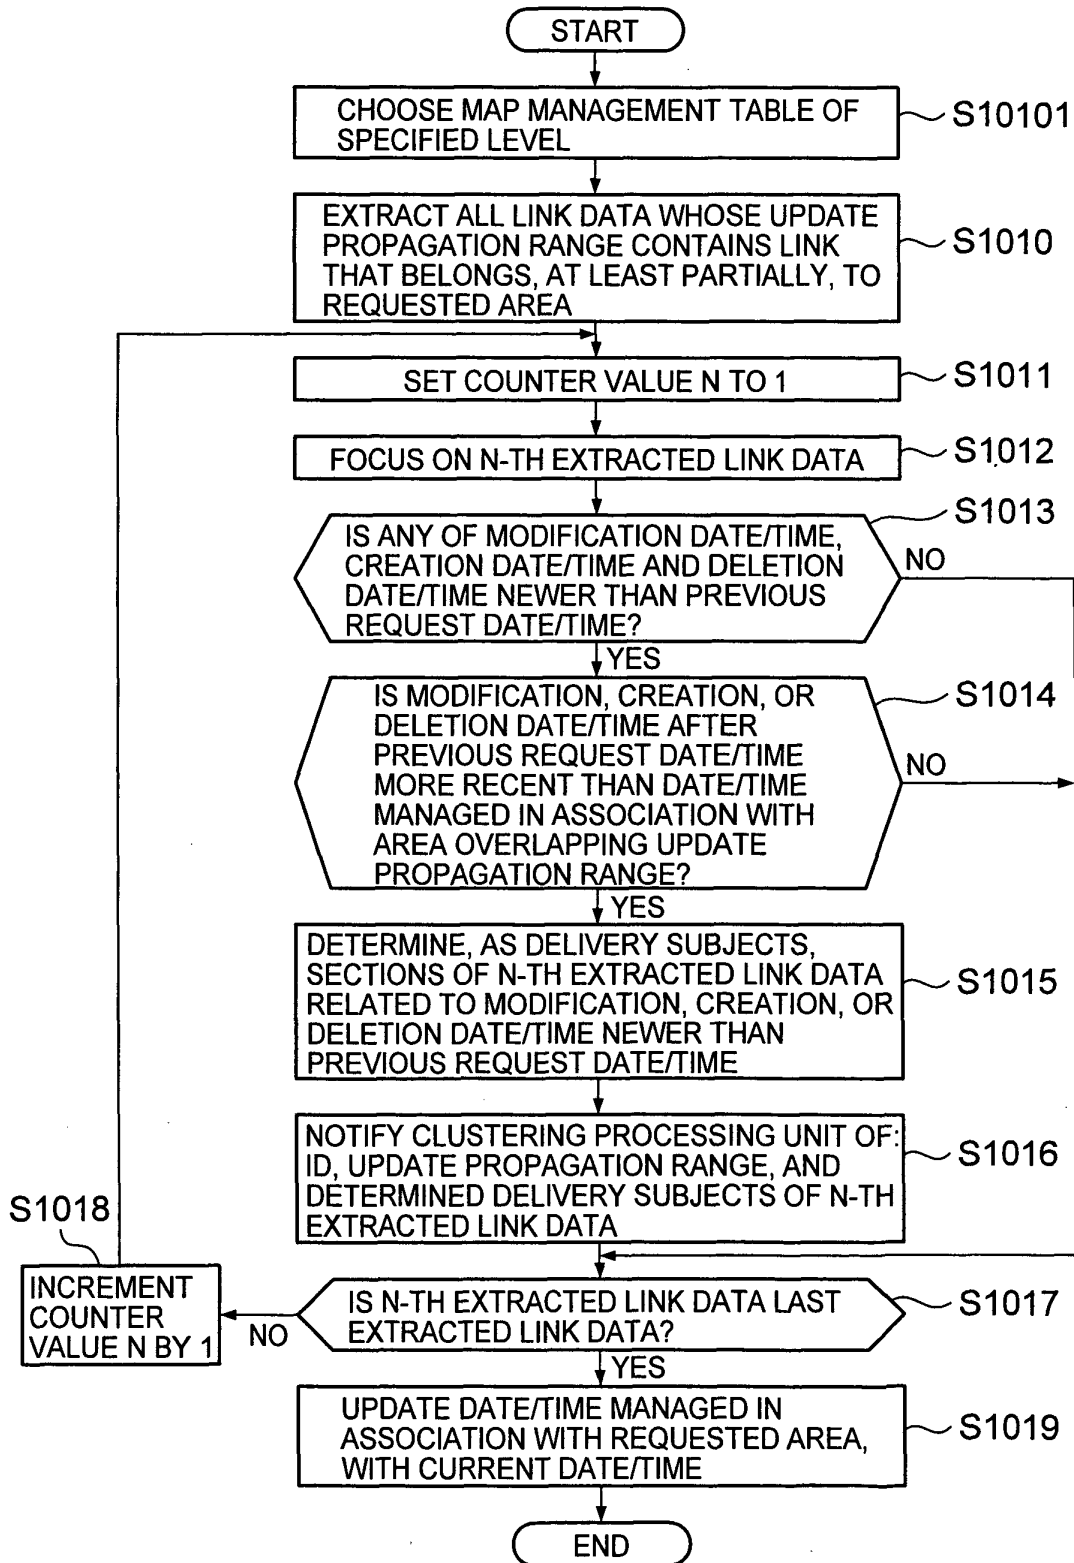 START
CHOOSE MAP MANAGEMENT TABLE OF
SPECIFIED LEVEL
S10101
EXTRACT ALL LINK DATA WHOSE UPDATE
PROPAGATION RANGE CONTAINS LINK
THAT BELONGS, AT LEAST PARTIALLY, TO
REQUESTED AREA
S1010
SET COUNTER VALUE N TO 1
S1011
FOCUS ON N-TH EXTRACTED LINK DATA
S1012
IS ANY OF MODIFICATION DATE/TIME,
CREATION DATE/TIME AND DELETION
DATE/TIME NEWER THAN PREVIOUS
REQUEST DATE/TIME?
S1013
NO
YES
IS MODIFICATION, CREATION, OR
DELETION DATE/TIME AFTER
PREVIOUS REQUEST DATE/TIME
MORE RECENT THAN DATE/TIME
MANAGED IN ASSOCIATION WITH
AREA OVERLAPPING UPDATE
PROPAGATION RANGE?
S1014
NO
YES
DETERMINE, AS DELIVERY SUBJECTS,
SECTIONS OF N-TH EXTRACTED LINK DATA
RELATED TO MODIFICATION, CREATION, OR
DELETION DATE/TIME NEWER THAN
PREVIOUS REQUEST DATE/TIME
S1015
NOTIFY CLUSTERING PROCESSING UNIT OF:
ID, UPDATE PROPAGATION RANGE, AND
DETERMINED DELIVERY SUBJECTS OF N-TH
EXTRACTED LINK DATA
S1016
S1018
INCREMENT
COUNTER
VALUE N BY 1
NO
IS N-TH EXTRACTED LINK DATA LAST
EXTRACTED LINK DATA?
S1017
YES
UPDATE DATE/TIME MANAGED IN
ASSOCIATION WITH REQUESTED AREA,
WITH CURRENT DATE/TIME
S1019
END